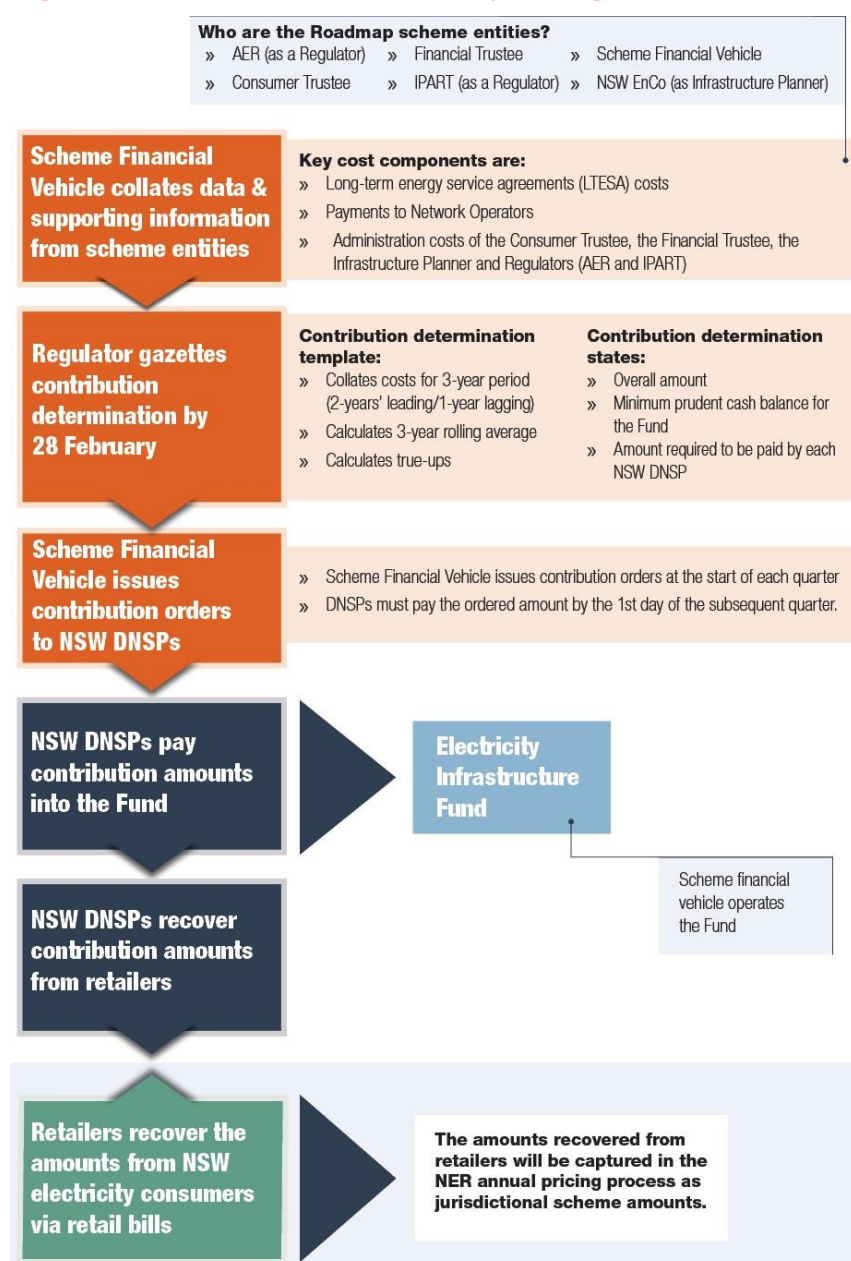 Who are the Roadmap scheme entities?
» AER (as a Regulator) » Financial Trustee » Scheme Financial Vehicle
» Consumer Trustee » IPART (as a Regulator) » NSW EnCo (as Infrastructure Planner)
Scheme Financial
Vehicle collates data &
supporting information
from scheme entities
Key cost components are:
» Long-term energy service agreements (LTESA) costs
» Payments to Network Operators
» Administration costs of the Consumer Trustee, the Financial Trustee, the
Infrastructure Planner and Regulators (AER and IPART)
Regulator gazettes
contribution
determination by
28 February
Contribution determination
template:
» Collates costs for 3-year period
(2-years' leading/1-year lagging)
» Calculates 3-year rolling average
» Calculates true-ups
Contribution determination
states:
» Overall amount
» Minimum prudent cash balance for
the Fund
» Amount required to be paid by each
NSW DNSP
Scheme Financial
Vehicle issues
contribution orders
to NSW DNSPs
» Scheme Financial Vehicle issues contribution orders at the start of each quarter
» DNSPs must pay the ordered amount by the 1st day of the subsequent quarter.
NSW DNSPs pay
contribution amounts
into the Fund
Electricity
Infrastructure
Fund
Scheme financial
vehicle operates
the Fund
NSW DNSPs recover
contribution amounts
from retailers
Retailers recover the
amounts from NSW
electricity consumers
via retail bills
The amounts recovered from
retailers will be captured in the
NER annual pricing process as
jurisdictional scheme amounts.